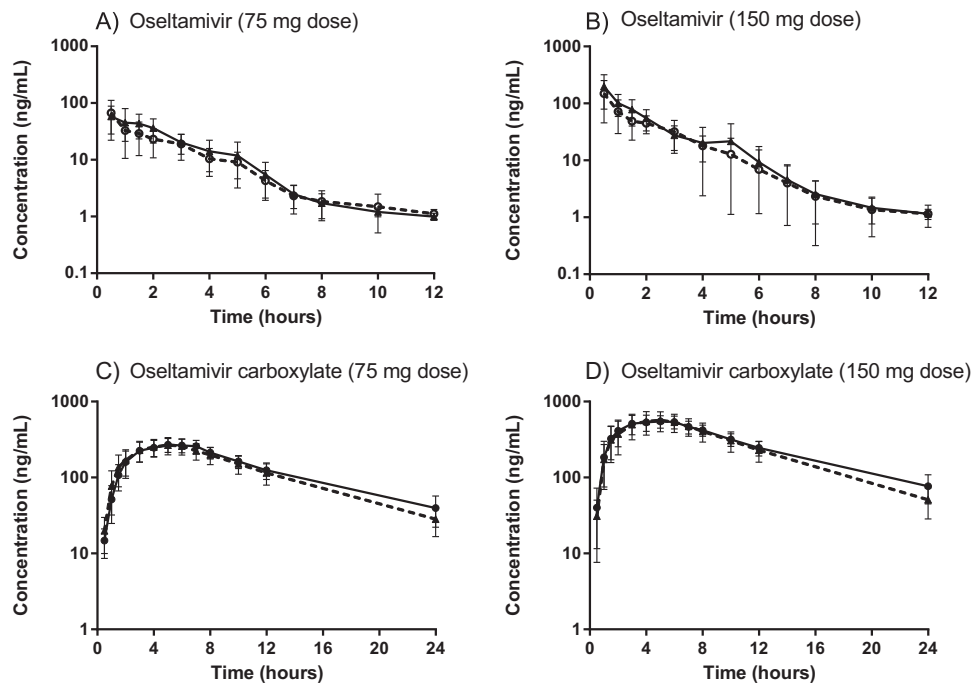 A) Oseltamivir (75 mg dose)
1000
100
10
1
0.1
Concentration (ng/mL)
0 2 4 6 8 10 12
Time (hours)
B) Oseltamivir (150 mg dose)
1000
100
10
1
0.1
Concentration (ng/mL)
0 2 4 6 8 10 12
Time (hours)
C) Oseltamivir carboxylate (75 mg dose)
1000
100
10
1
Concentration (ng/mL)
0 4 8 12 16 20 24
Time (hours)
D) Oseltamivir carboxylate (150 mg dose)
1000
100
10
1
Concentration (ng/mL)
0 4 8 12 16 20 24
Time (hours)